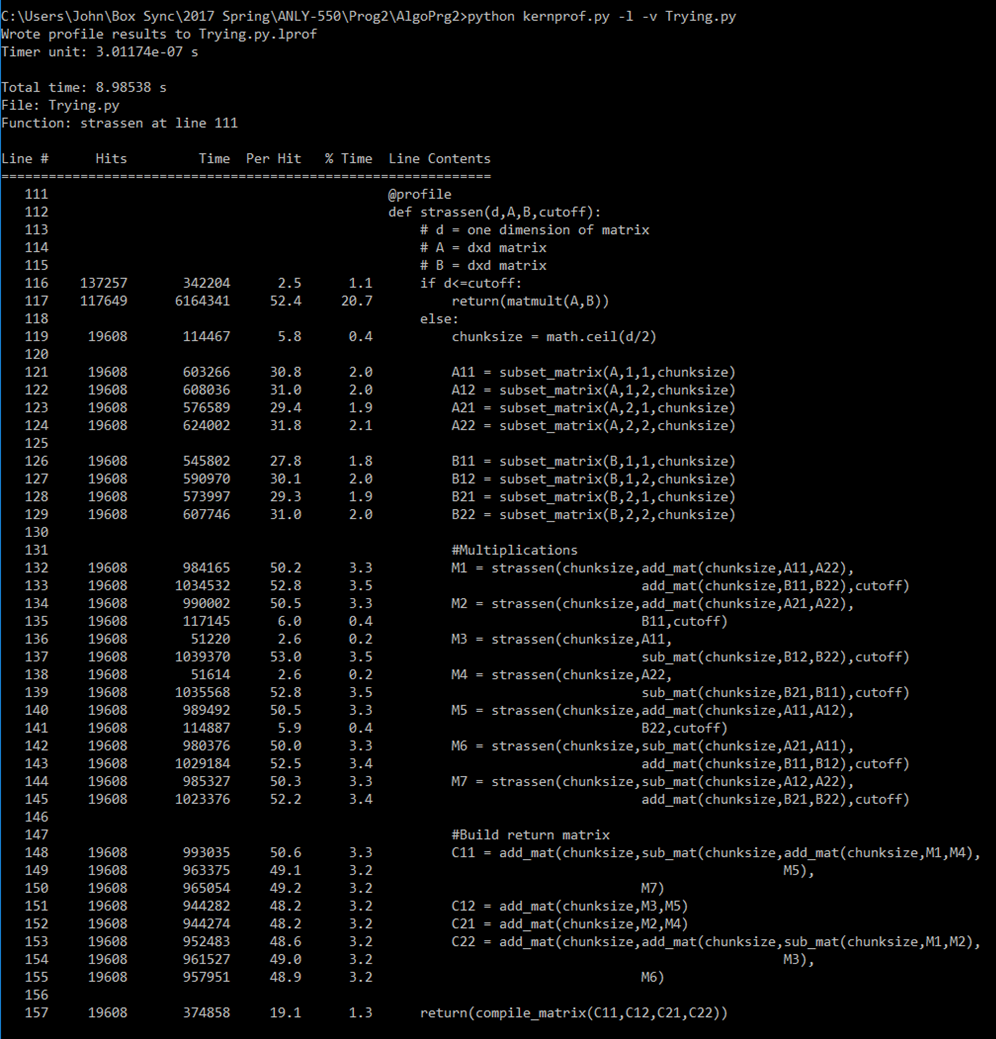 C:\Users\John\Box Sync\2017 Spring\ANLY-550\Prog2\AlgoPrg2>python kernprof.py -l -v Trying.py
Wrote profile results to Trying.py.lprof
Timer unit: 3.01174e-07 s

Total time: 8.98538 s
File: Trying.py
Function: strassen at line 111

Line #      Hits         Time  Per Hit   % Time  Line Contents
==============================================================
   111                                           @profile
   112                                           def strassen(d,A,B,cutoff):
   113                                               # d = one dimension of matrix
   114                                               # A = dxd matrix
   115                                               # B = dxd matrix
   116    137257       342204      2.5      1.1      if d<=cutoff:
   117    117649      6164341     52.4     20.7          return(matmult(A,B))
   118                                               else:
   119     19608       114467      5.8      0.4          chunksize = math.ceil(d/2)
   120
   121     19608       603266     30.8      2.0          A11 = subset_matrix(A,1,1,chunksize)
   122     19608       608036     31.0      2.0          A12 = subset_matrix(A,1,2,chunksize)
   123     19608       576589     29.4      1.9          A21 = subset_matrix(A,2,1,chunksize)
   124     19608       624002     31.8      2.1          A22 = subset_matrix(A,2,2,chunksize)
   125
   126     19608       545802     27.8      1.8          B11 = subset_matrix(B,1,1,chunksize)
   127     19608       590970     30.1      2.0          B12 = subset_matrix(B,1,2,chunksize)
   128     19608       573997     29.3      1.9          B21 = subset_matrix(B,2,1,chunksize)
   129     19608       607746     31.0      2.0          B22 = subset_matrix(B,2,2,chunksize)
   130
   131                                                   #Multiplications
   132     19608       984165     50.2      3.3          M1 = strassen(chunksize,add_mat(chunksize,A11,A22),
   133     19608      1034532     52.8      3.5                                  add_mat(chunksize,B11,B22),cutoff)
   134     19608       990002     50.5      3.3          M2 = strassen(chunksize,add_mat(chunksize,A21,A22),
   135     19608       117145      6.0      0.4                                  B11,cutoff)
   136     19608        51220      2.6      0.2          M3 = strassen(chunksize,A11,
   137     19608      1039370     53.0      3.5                                  sub_mat(chunksize,B12,B22),cutoff)
   138     19608        51614      2.6      0.2          M4 = strassen(chunksize,A22,
   139     19608      1035568     52.8      3.5                                  sub_mat(chunksize,B21,B11),cutoff)
   140     19608       989492     50.5      3.3          M5 = strassen(chunksize,add_mat(chunksize,A11,A12),
   141     19608       114887      5.9      0.4                                  B22,cutoff)
   142     19608       980376     50.0      3.3          M6 = strassen(chunksize,sub_mat(chunksize,A21,A11),
   143     19608      1029184     52.5      3.4                                  add_mat(chunksize,B11,B12),cutoff)
   144     19608       985327     50.3      3.3          M7 = strassen(chunksize,sub_mat(chunksize,A12,A22),
   145     19608      1023376     52.2      3.4                                  add_mat(chunksize,B21,B22),cutoff)
   146
   147                                                   #Build return matrix
   148     19608       993035     50.6      3.3          C11 = add_mat(chunksize,sub_mat(chunksize,add_mat(chunksize,M1,M4),
   149     19608       963375     49.1      3.2                                                    M5),
   150     19608       965054     49.2      3.2                                  M7)
   151     19608       944282     48.2      3.2          C12 = add_mat(chunksize,M3,M5)
   152     19608       944274     48.2      3.2          C21 = add_mat(chunksize,M2,M4)
   153     19608       952483     48.6      3.2          C22 = add_mat(chunksize,add_mat(chunksize,sub_mat(chunksize,M1,M2),
   154     19608       961527     49.0      3.2                                                    M3),
   155     19608       957951     48.9      3.2                                  M6)
   156
   157     19608       374858     19.1      1.3      return(compile_matrix(C11,C12,C21,C22))